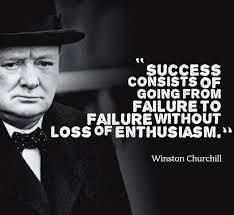 “SUCCESS
CONSISTS OF
GOING FROM
FAILURE TO
FAILURE WITHOUT
LOSS OF ENTHUSIASM.”
Winston Churchill